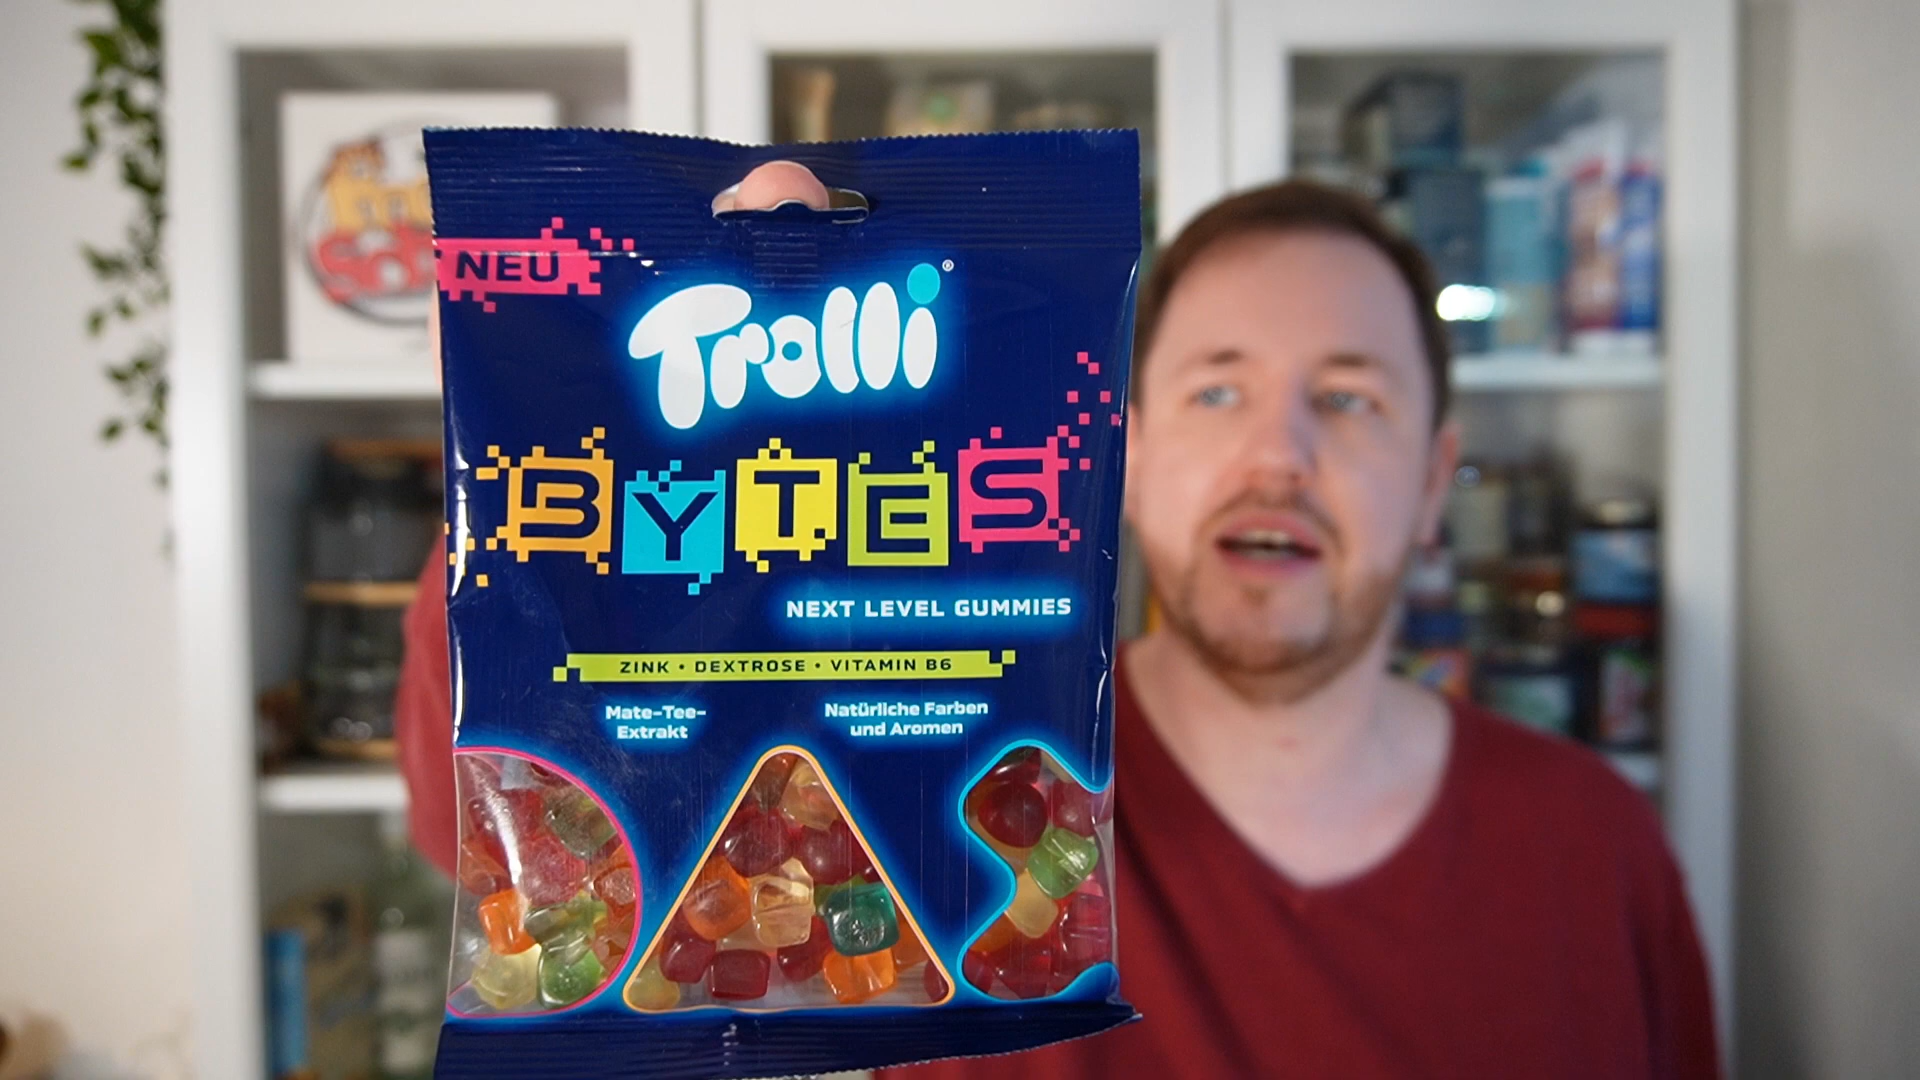 NEU
Trolli®
BYTES
NEXT LEVEL GUMMIES
ZINK • DEXTROSE • VITAMIN B6
Mate-Tee-
Extrakt
Natürliche Farben
und Aromen